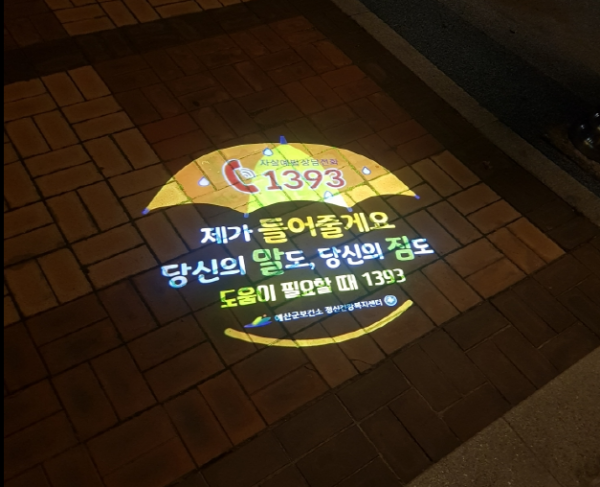 자살예방상담전화
1393
제가 들어줄게요
당신의 말도, 당신의 짐도
도움이 필요할 때 1393
예산군보건소 정신건강복지센터